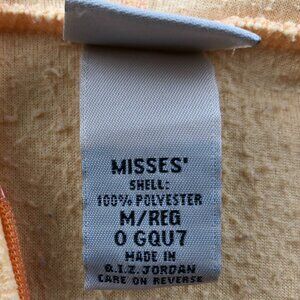 MISSES'
SHELL:
100% POLYESTER
M/REG
0 GQU7
MADE IN
Q.I.Z. JORDAN
CARE ON REVERSE